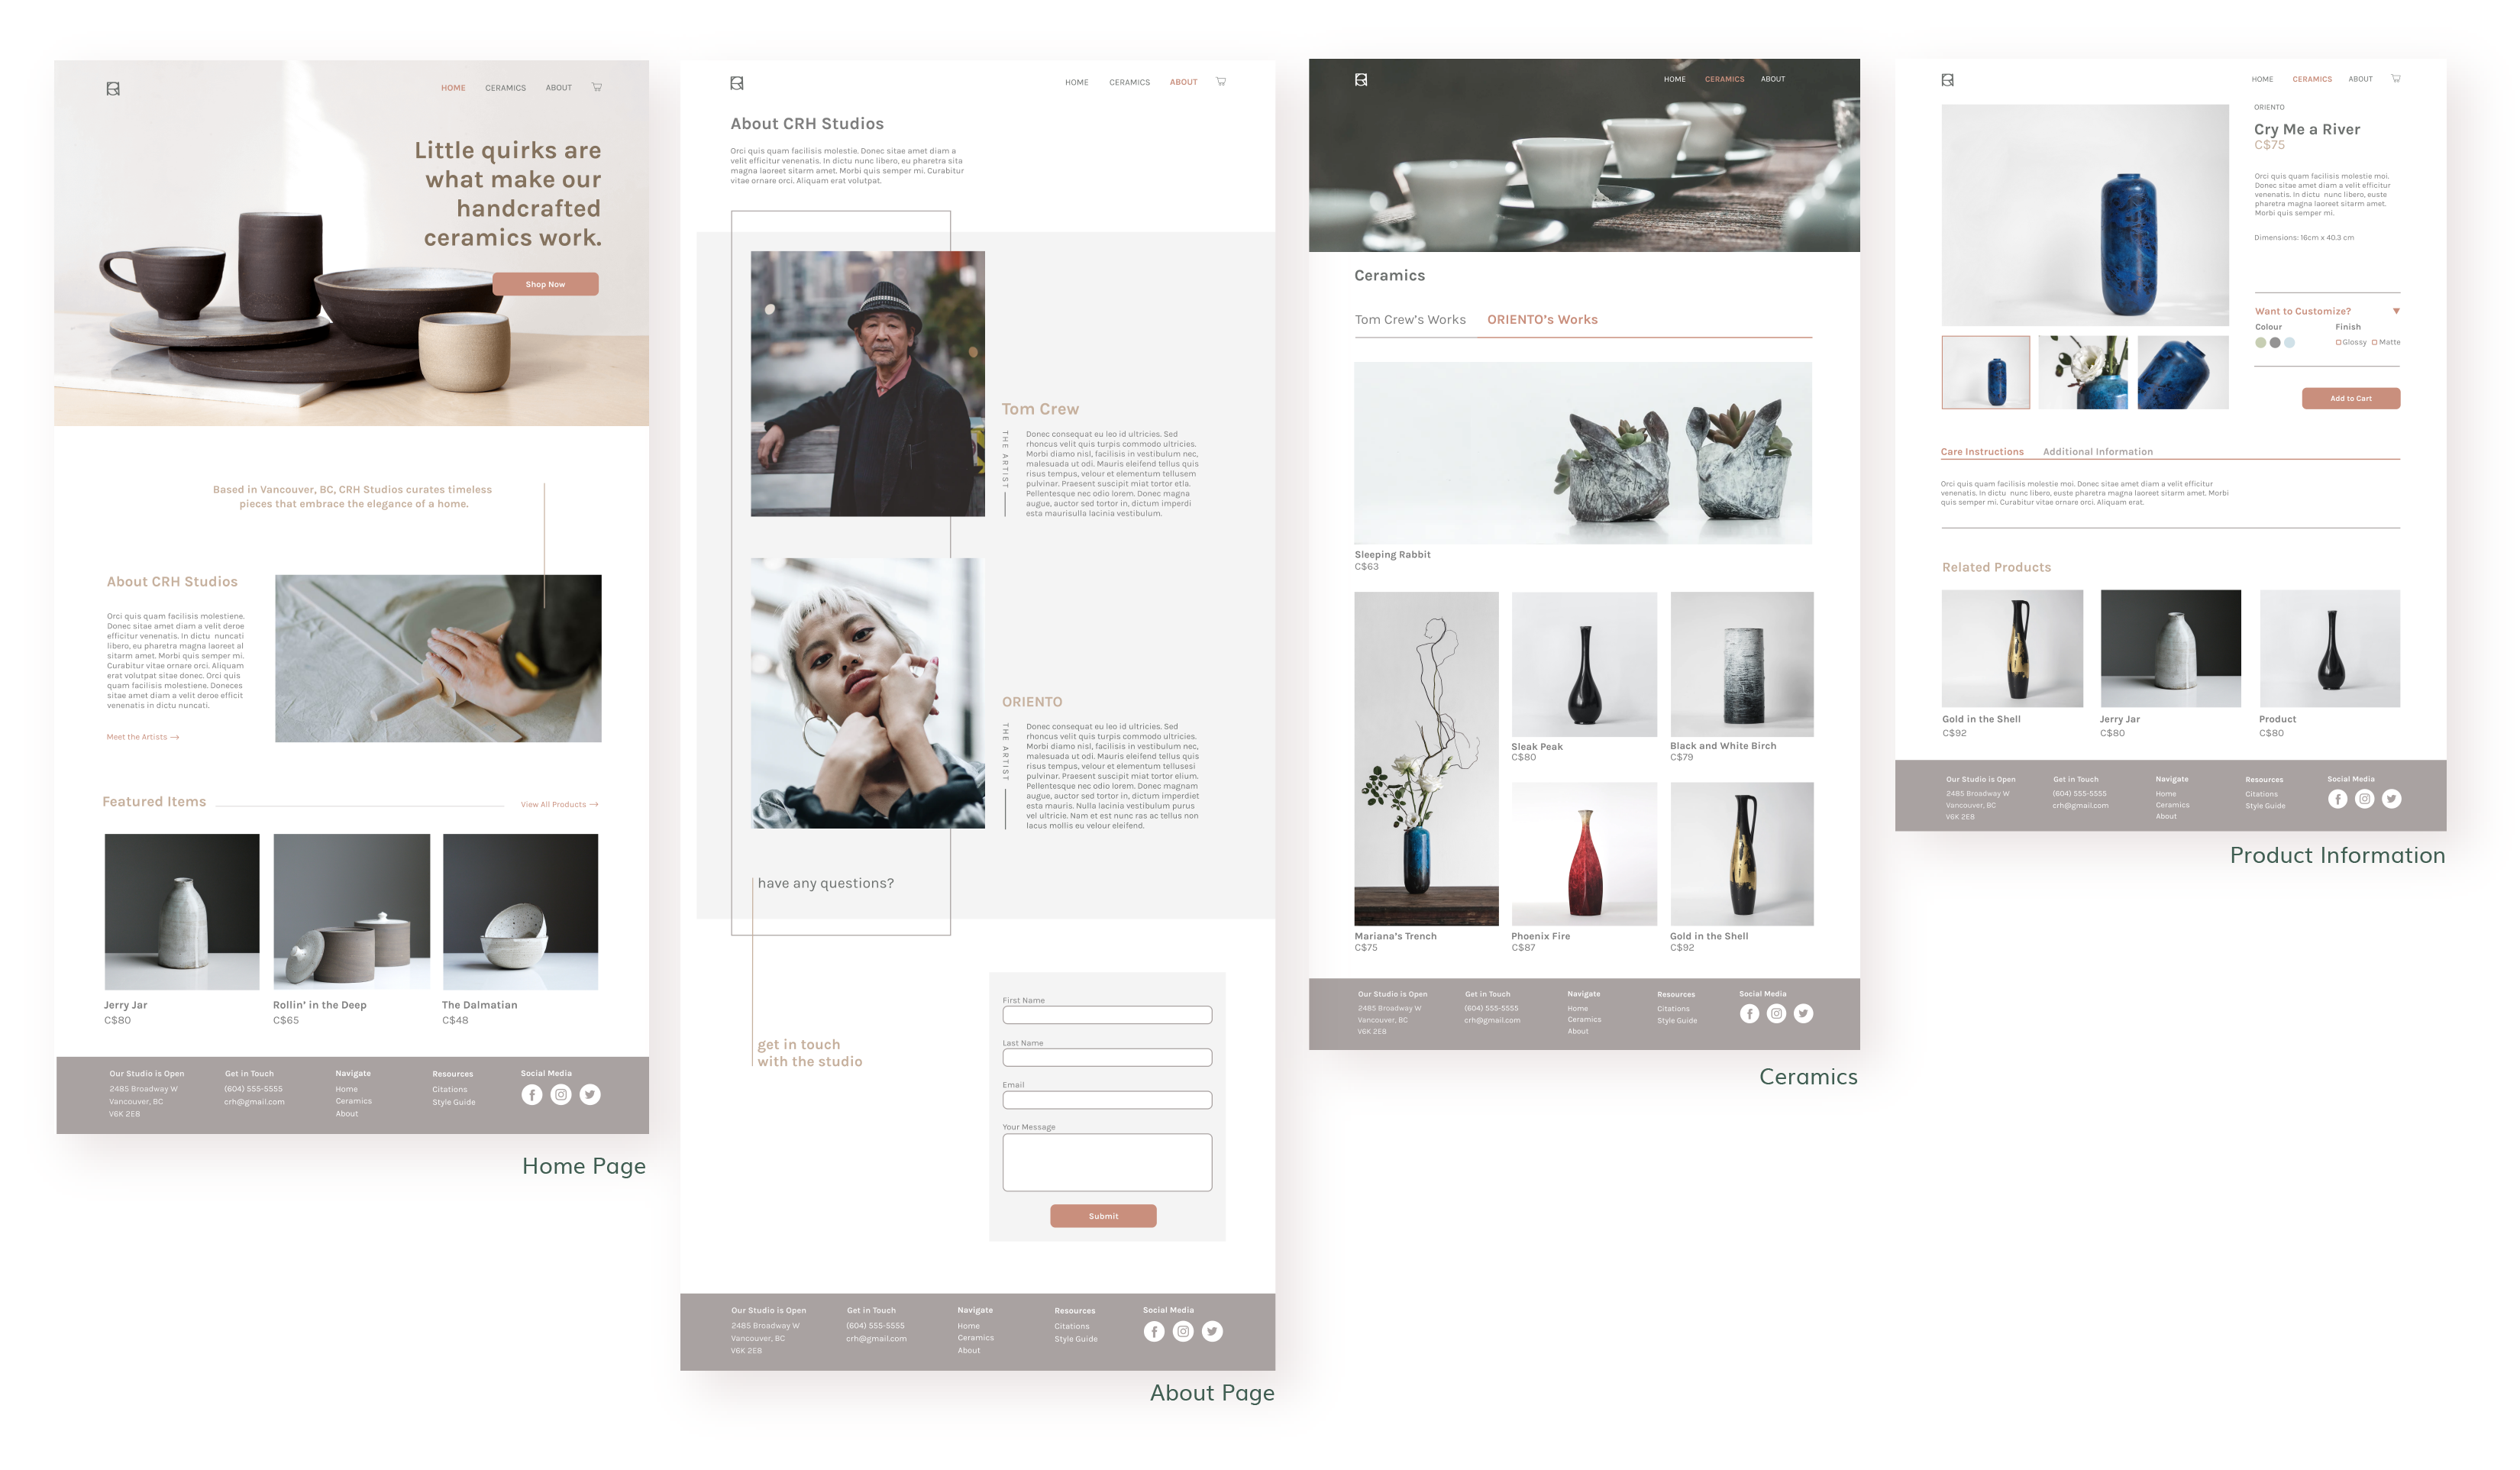 HOME CERAMICS ABOUT
Little quirks are
what make our
handcrafted
ceramics work.
Shop Now
Based in Vancouver, BC, CRH Studios curates timeless
pieces that embrace the elegance of a home.
About CRH Studios
Orci quis quam facilisis molestiene.
Donec sitae amet diam a velit deroe
efficitur venenatis. In dictu nuncati
libero, eu pharetra magna laoreet al
sitarm amet. Morbi quis semper mi.
Curabitur vitae ornare orci. Aliquam
erat volutpat sitae donec. Orci quis
quam facilisis molestiene. Doneces
sitae amet diam a velit deroe efficit
venenatis in dictu nuncati.
Meet the Artists →
Featured Items
View All Products →
Jerry Jar
C$80
Rollin' in the Deep
C$65
The Dalmatian
C$48
Our Studio is Open
2485 Broadway W
Vancouver, BC
V6K 2E8
Get in Touch
(604) 555-5555
crh@gmail.com
Navigate
Home
Ceramics
About
Resources
Citations
Style Guide
Social Media
Home Page
HOME CERAMICS ABOUT
About CRH Studios
Orci quis quam facilisis molestie. Donec sitae amet diam a
velit efficitur venenatis. In dictu nunc libero, eu pharetra sita
magna laoreet sitarm amet. Morbi quis semper mi. Curabitur
vitae ornare orci. Aliquam erat volutpat.
Tom Crew
THE ARTIST
Donec consequat eu leo id ultricies. Sed
rhoncus velit quis turpis commodo ultricies.
Morbi diamo nisl, facilisis in vestibulum nec,
malesuada ut odi. Mauris eleifend tellus quis
risus tempus, velour et elementum tellusem
pulvinar. Praesent suscipit miat tortor etla.
Pellentesque nec odio lorem. Donec magna
augue, auctor sed tortor in, dictum imperdi
esta maurisulla lacinia vestibulum.
ORIENTO
THE ARTIST
Donec consequat eu leo id ultricies. Sed
rhoncus velit quis turpis commodo ultricies.
Morbi diamo nisl, facilisis in vestibulum nec,
malesuada ut odi. Mauris eleifend tellus quis
risus tempus, velour et elementum tellusesi
pulvinar. Praesent suscipit miat tortor elium.
Pellentesque nec odio lorem. Donec magnam
augue, auctor sed tortor in, dictum imperdiet
esta mauris. Nulla lacinia vestibulum purus
vel ultricie. Nam et est nunc ras ac tellus non
lacus mollis eu velour eleifend.
have any questions?
get in touch
with the studio
First Name
Last Name
Email
Your Message
Submit
Our Studio is Open
2485 Broadway W
Vancouver, BC
V6K 2E8
Get in Touch
(604) 555-5555
crh@gmail.com
Navigate
Home
Ceramics
About
Resources
Citations
Style Guide
Social Media
About Page
HOME CERAMICS ABOUT
Ceramics
Tom Crew's Works ORIENTO's Works
Sleeping Rabbit
C$63
Sleak Peak
C$80
Black and White Birch
C$79
Mariana's Trench
C$75
Phoenix Fire
C$87
Gold in the Shell
C$92
Our Studio is Open
2485 Broadway W
Vancouver, BC
V6K 2E8
Get in Touch
(604) 555-5555
crh@gmail.com
Navigate
Home
Ceramics
About
Resources
Citations
Style Guide
Social Media
Ceramics
HOME CERAMICS ABOUT
ORIENTO
Cry Me a River
C$75
Orci quis quam facilisis molestie moi.
Donec sitae amet diam a velit efficitur
venenatis. In dictu nunc libero, euste
pharetra magna laoreet sitarm amet.
Morbi quis semper mi.
Dimensions: 16cm x 40.3 cm
Want to Customize?
Colour
Finish
Glossy Matte
Add to Cart
Care Instructions Additional Information
Orci quis quam facilisis molestie moi. Donec sitae amet diam a velit efficitur
venenatis. In dictu nunc libero, euste pharetra magna laoreet sitarm amet. Morbi
quis semper mi. Curabitur vitae ornare orci. Aliquam erat.
Related Products
Gold in the Shell
C$92
Jerry Jar
C$80
Product
C$80
Our Studio is Open
2485 Broadway W
Vancouver, BC
V6K 2E8
Get in Touch
(604) 555-5555
crh@gmail.com
Navigate
Home
Ceramics
About
Resources
Citations
Style Guide
Social Media
Product Information